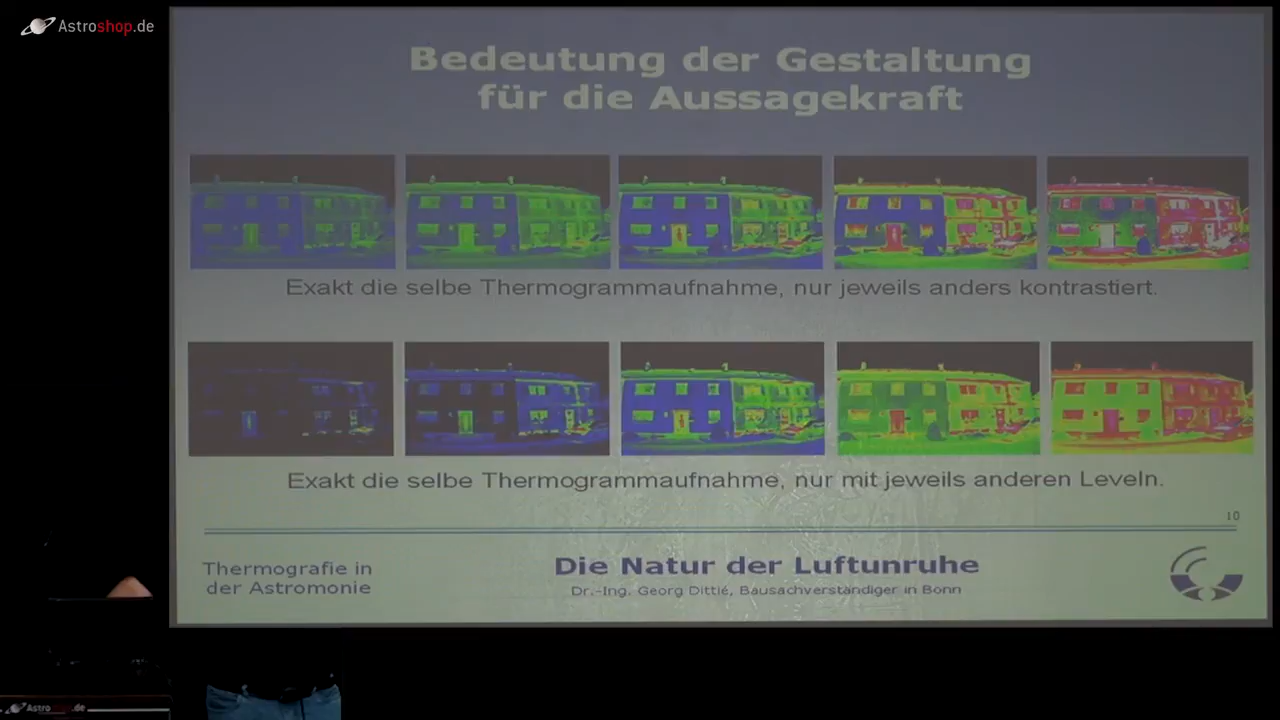 Astroshop.de
Bedeutung der Gestaltung
für die Aussagekraft
Exakt die selbe Thermogrammaufnahme, nur jeweils anders kontrastiert.
Exakt die selbe Thermogrammaufnahme, nur mit jeweils anderen Leveln.
10
Thermografie in
der Astromonie
Die Natur der Luftunruhe
Dr.-Ing. Georg Dittié, Bausachverständiger in Bonn
Astroshop.de